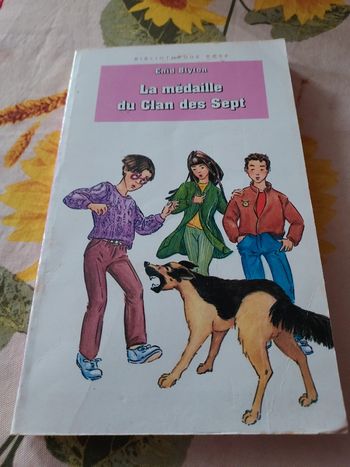 BIBLIOTHÈQUE ROSE
Enid Blyton
La médaille
du Clan des Sept